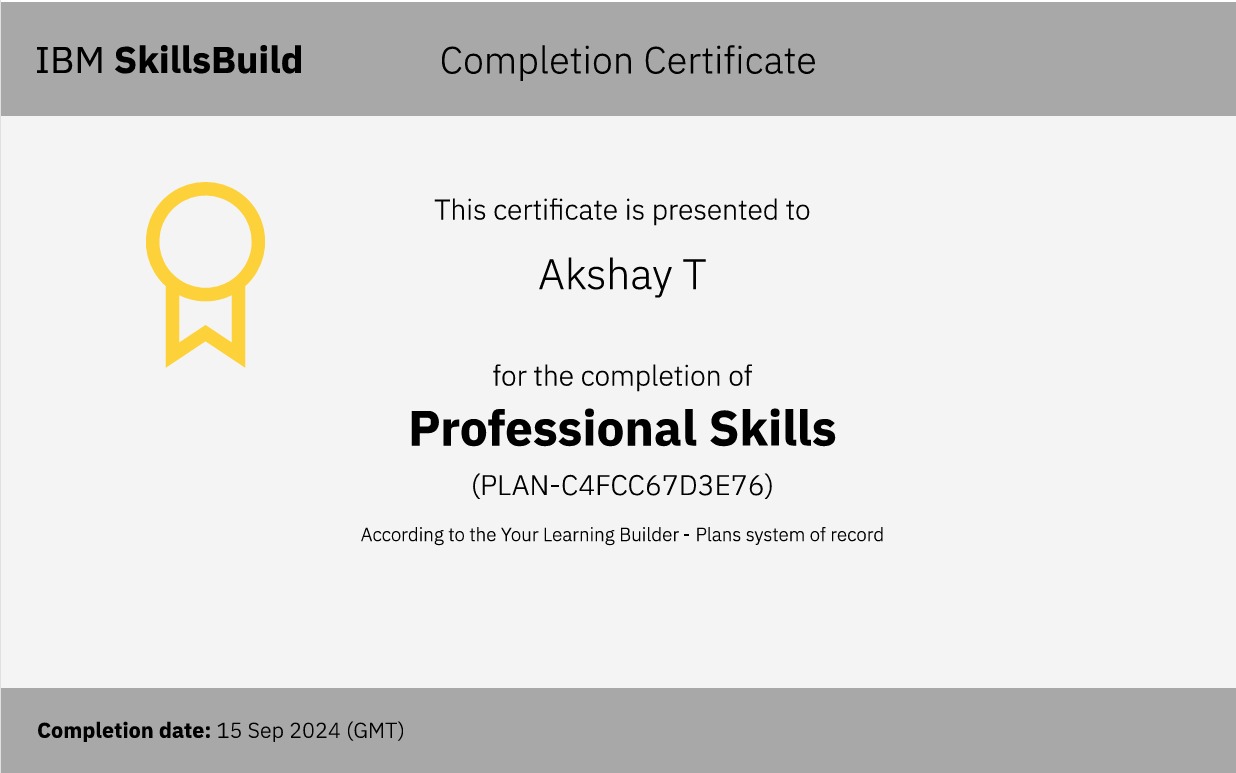 IBM SkillsBuild
Completion Certificate
This certificate is presented to
Akshay T
for the completion of
Professional Skills
(PLAN-C4FCC67D3E76)
According to the Your Learning Builder - Plans system of record
Completion date: 15 Sep 2024 (GMT)